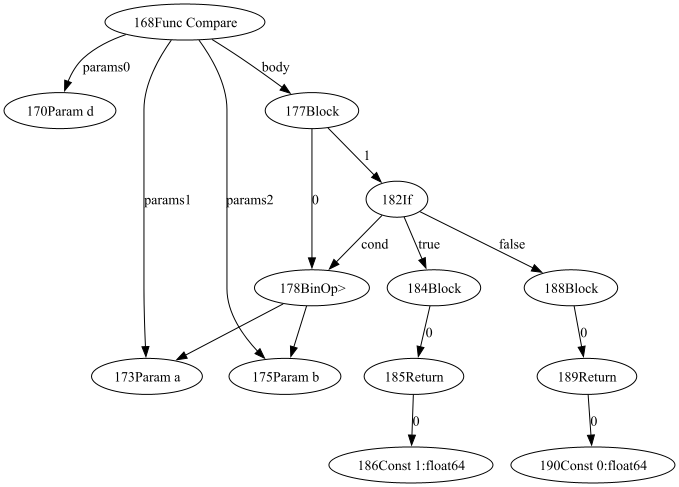 168Func Compare
params0
body
170Param d
177Block
1
params1
params2
0
182If
cond
true
false
178BinOp>
184Block
188Block
0
0
173Param a
175Param b
185Return
189Return
0
0
186Const 1:float64
190Const 0:float64